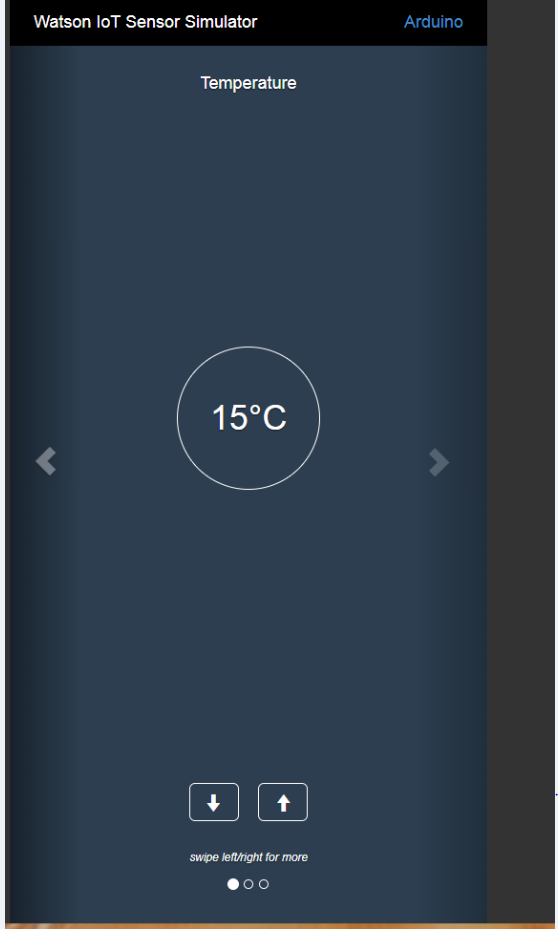 Watson IoT Sensor Simulator Arduino
Temperature
15°C
swipe left/right for more